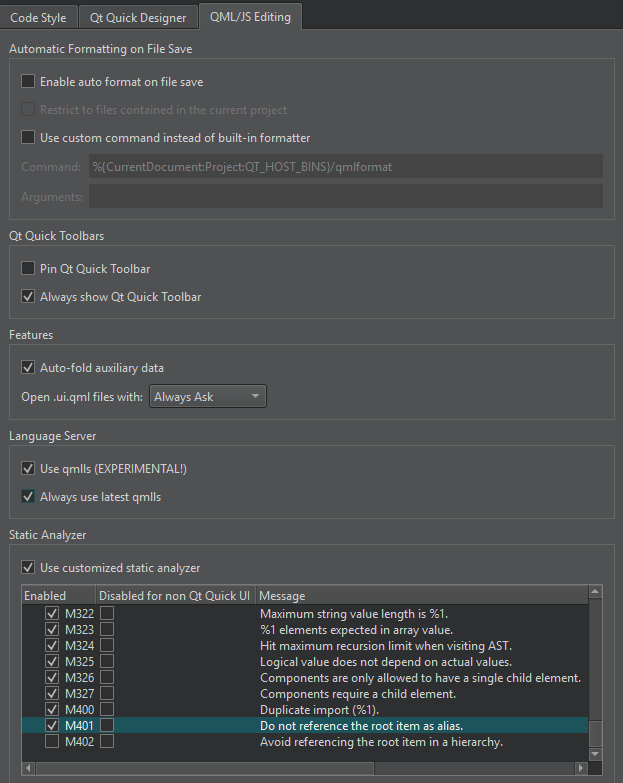 Code Style Qt Quick Designer QML/JS Editing
Automatic Formatting on File Save
Enable auto format on file save
Restrict to files contained in the current project
Use custom command instead of built-in formatter
Command: %{CurrentDocument:Project:QT_HOST_BINS}/qmlformat
Arguments:
Qt Quick Toolbars
Pin Qt Quick Toolbar
Always show Qt Quick Toolbar
Features
Auto-fold auxiliary data
Open .ui.qml files with: Always Ask
Language Server
Use qmlls (EXPERIMENTAL!)
Always use latest qmlls
Static Analyzer
Use customized static analyzer
Enabled Disabled for non Qt Quick UI Message
M322 Maximum string value length is %1.
M323 %1 elements expected in array value.
M324 Hit maximum recursion limit when visiting AST.
M325 Logical value does not depend on actual values.
M326 Components are only allowed to have a single child element.
M327 Components require a child element.
M400 Duplicate import (%1).
M401 Do not reference the root item as alias.
M402 Avoid referencing the root item in a hierarchy.